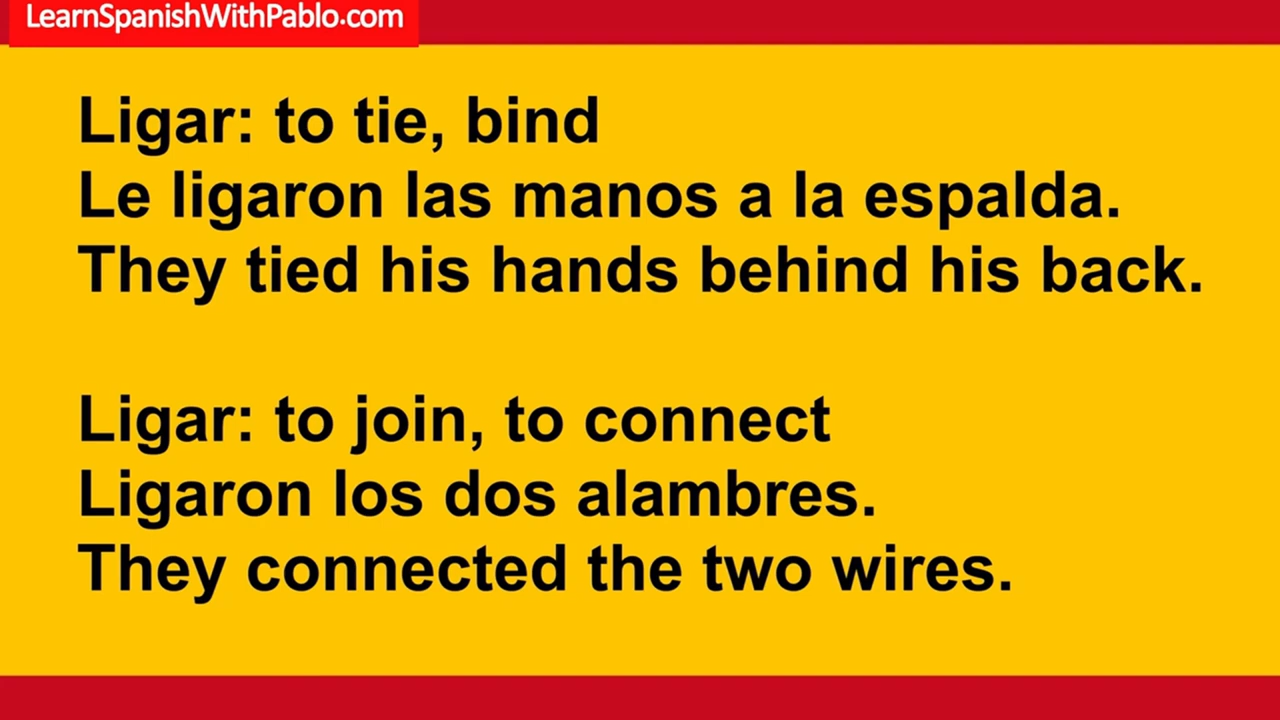 LearnSpanishWithPablo.com
Ligar: to tie, bind
Le ligaron las manos a la espalda.
They tied his hands behind his back.
Ligar: to join, to connect
Ligaron los dos alambres.
They connected the two wires.